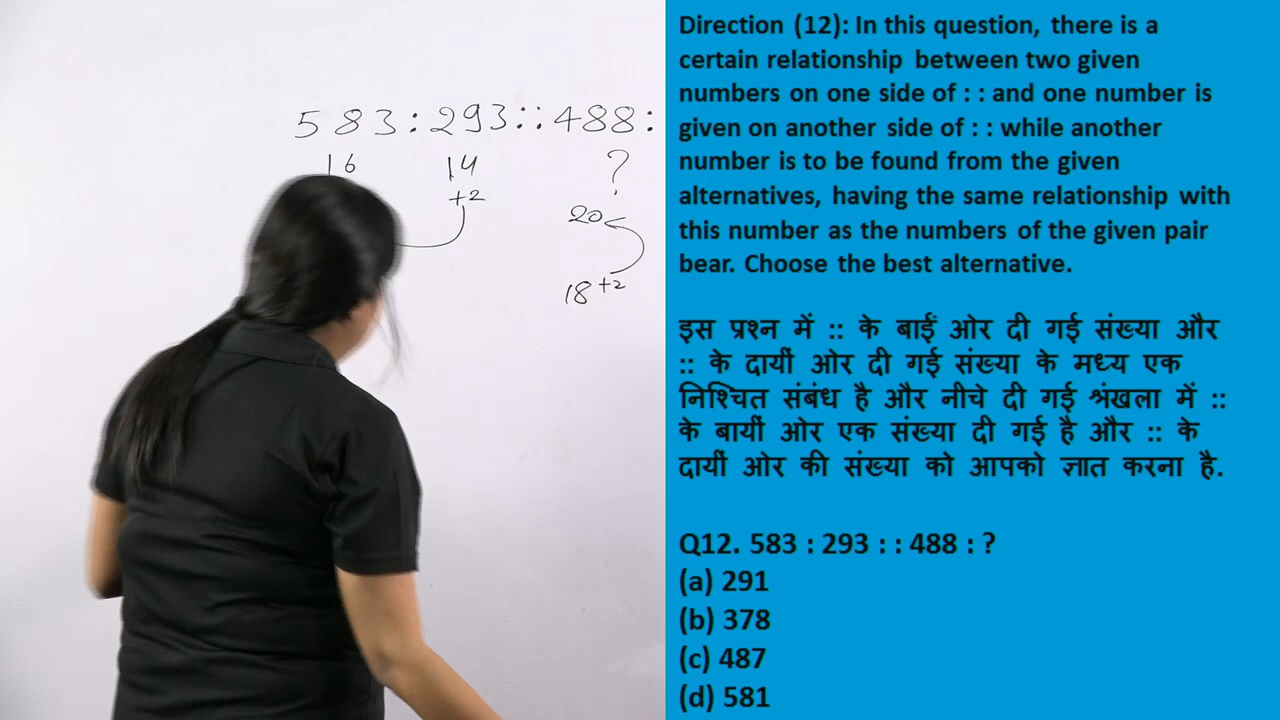 583:293::488:
16 14 ?
+2
20
18 +2
Direction (12): In this question, there is a
certain relationship between two given
numbers on one side of : : and one number is
given on another side of : : while another
number is to be found from the given
alternatives, having the same relationship with
this number as the numbers of the given pair
bear. Choose the best alternative.
इस प्रश्न में :: के बाईं ओर दी गई संख्या और
:: के दायीं ओर दी गई संख्या के मध्य एक
निश्चित संबंध है और नीचे दी गई श्रंखला में ::
के बायीं ओर एक संख्या दी गई है और :: के
दायीं ओर की संख्या को आपको ज्ञात करना है.
Q12. 583 : 293 : : 488 : ?
(a) 291
(b) 378
(c) 487
(d) 581